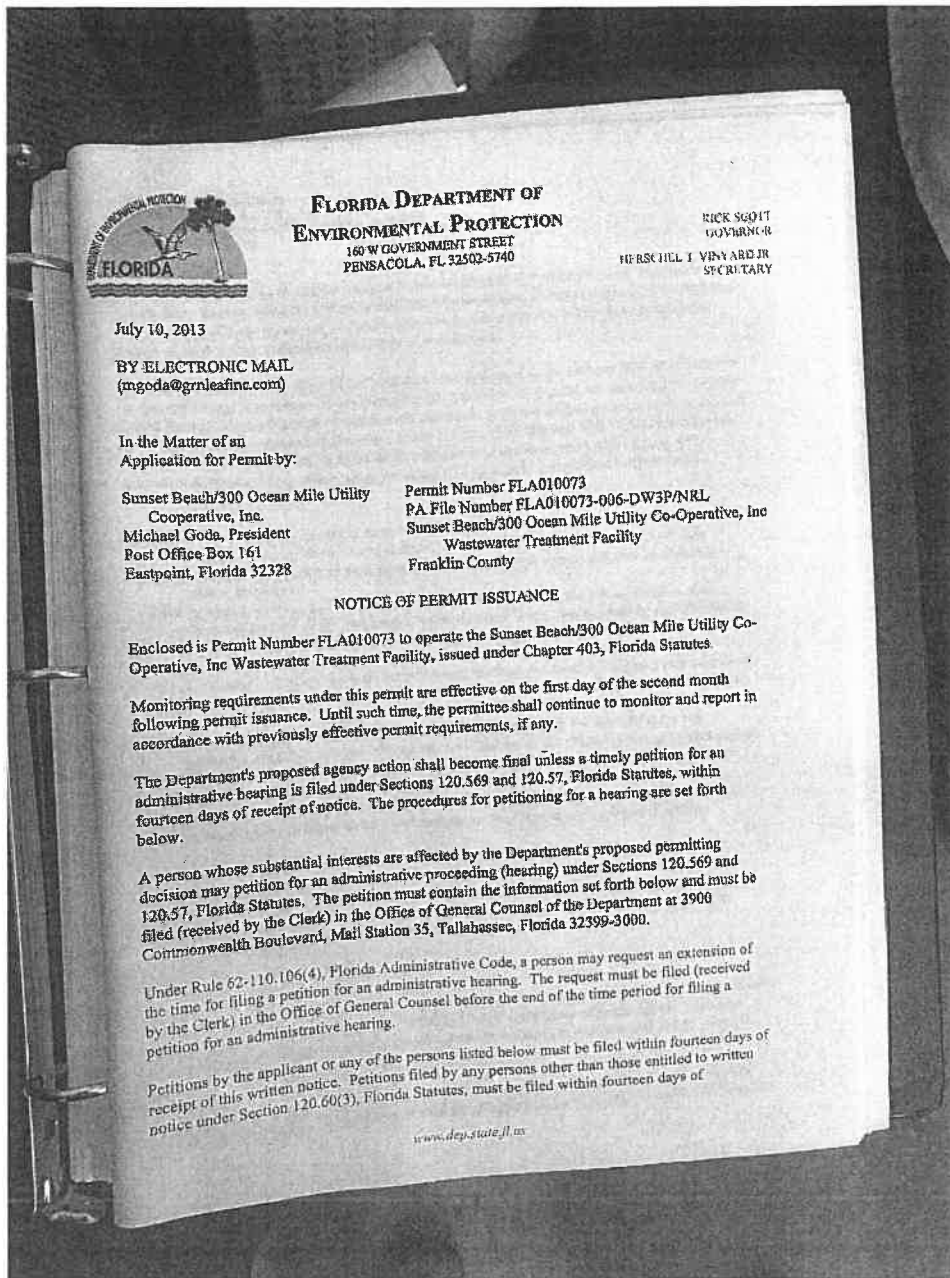 DEPARTMENT OF ENVIRONMENTAL PROTECTION
FLORIDA
FLORIDA DEPARTMENT OF
ENVIRONMENTAL PROTECTION
160 W GOVERNMENT STREET
PENSACOLA, FL 32502-5740
RICK SCOTT
GOVERNOR
HERSCHEL T VINYARD JR
SECRETARY
July 10, 2013
BY ELECTRONIC MAIL
(mgoda@grnleafinc.com)
In the Matter of an
Application for Permit by:
Sunset Beach/300 Ocean Mile Utility
Cooperative, Inc.
Michael Goda, President
Post Office Box 161
Eastpoint, Florida 32328
Permit Number FLA010073
PA File Number FLA010073-006-DW3P/NRL
Sunset Beach/300 Ocean Mile Utility Co-Operative, Inc
Wastewater Treatment Facility
Franklin County
NOTICE OF PERMIT ISSUANCE
Enclosed is Permit Number FLA010073 to operate the Sunset Beach/300 Ocean Mile Utility Co-
Operative, Inc Wastewater Treatment Facility, issued under Chapter 403, Florida Statutes.
Monitoring requirements under this permit are effective on the first day of the second month
following permit issuance. Until such time, the permittee shall continue to monitor and report in
accordance with previously effective permit requirements, if any.
The Department's proposed agency action shall become final unless a timely petition for an
administrative hearing is filed under Sections 120.569 and 120.57, Florida Statutes, within
fourteen days of receipt of notice. The procedures for petitioning for a hearing are set forth
below.
A person whose substantial interests are affected by the Department's proposed permitting
decision may petition for an administrative proceeding (hearing) under Sections 120.569 and
120.57, Florida Statutes. The petition must contain the information set forth below and must be
filed (received by the Clerk) in the Office of General Counsel of the Department at 3900
Commonwealth Boulevard, Mail Station 35, Tallahassee, Florida 32399-3000.
Under Rule 62-110.106(4), Florida Administrative Code, a person may request an extension of
the time for filing a petition for an administrative hearing. The request must be filed (received
by the Clerk) in the Office of General Counsel before the end of the time period for filing a
petition for an administrative hearing.
Petitions by the applicant or any of the persons listed below must be filed within fourteen days of
receipt of this written notice. Petitions filed by any persons other than those entitled to written
notice under Section 120.60(3), Florida Statutes, must be filed within fourteen days of
www.dep.state.fl.us